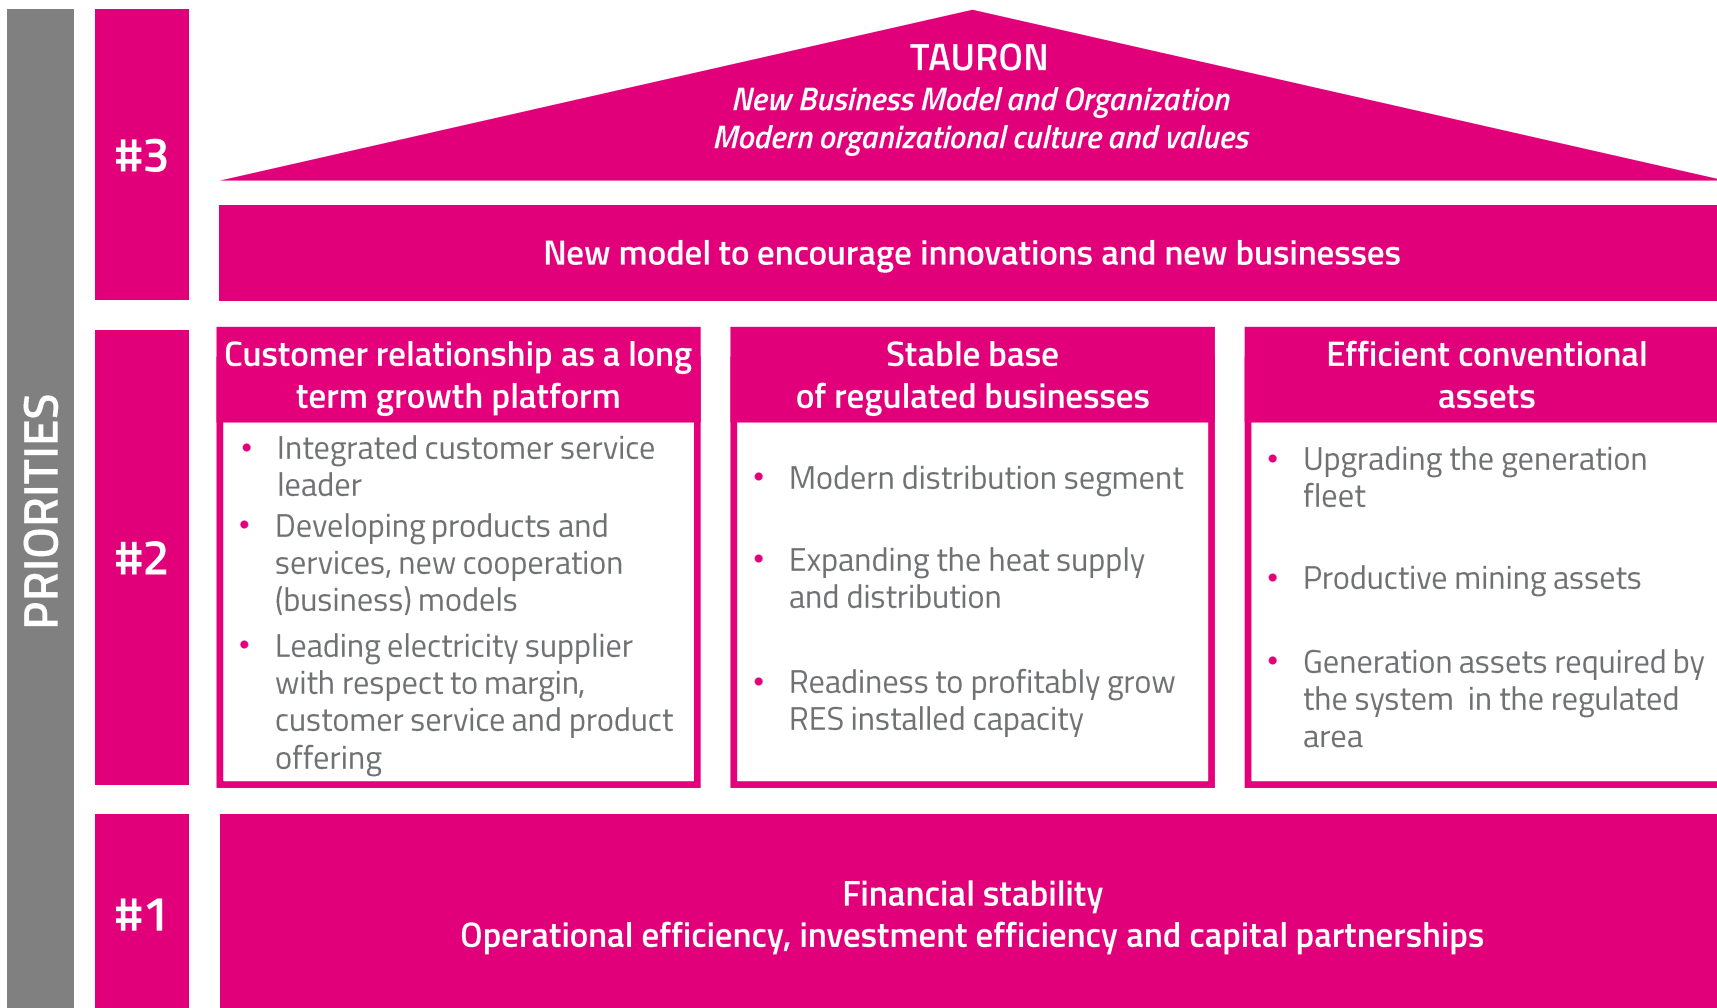 PRIORITIES
#3
TAURON
New Business Model and Organization
Modern organizational culture and values
New model to encourage innovations and new businesses
#2
Customer relationship as a long
term growth platform
• Integrated customer service
leader
• Developing products and
services, new cooperation
(business) models
• Leading electricity supplier
with respect to margin,
customer service and product
offering
Stable base
of regulated businesses
• Modern distribution segment
• Expanding the heat supply
and distribution
• Readiness to profitably grow
RES installed capacity
Efficient conventional
assets
• Upgrading the generation
fleet
• Productive mining assets
• Generation assets required by
the system  in the regulated
area
#1
Financial stability
Operational efficiency, investment efficiency and capital partnerships